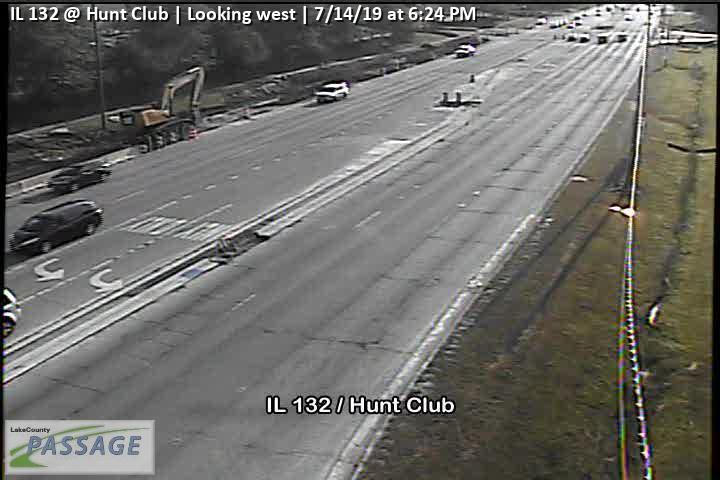 IL 132 @ Hunt Club | Looking west | 7/14/19 at 6:24 PM
IL 132 / Hunt Club
LakeCounty
PASSAGE